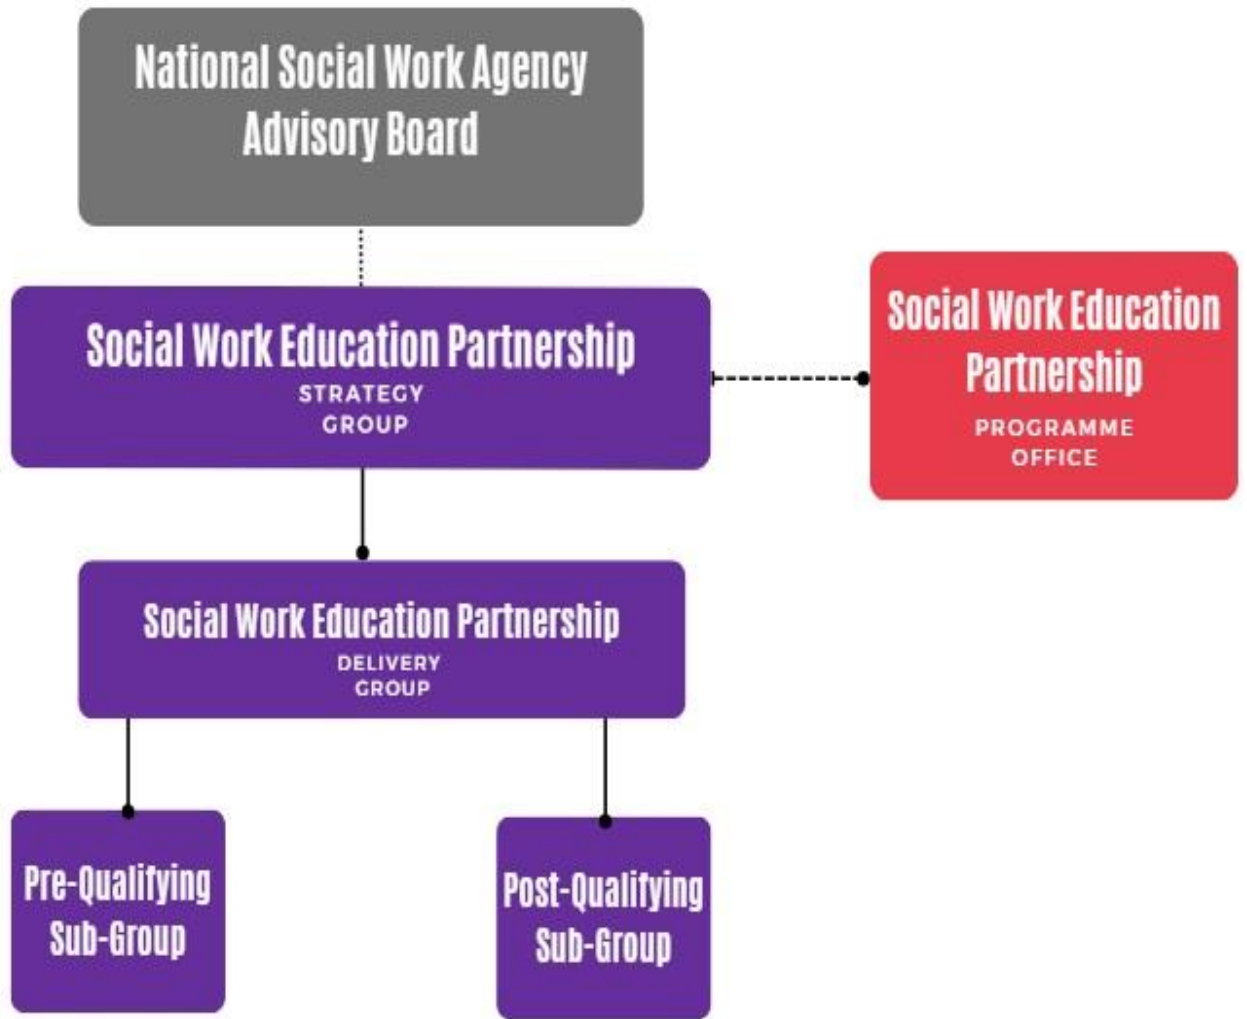 National Social Work Agency
Advisory Board
Social Work Education Partnership
STRATEGY
GROUP
Social Work Education
Partnership
PROGRAMME
OFFICE
Social Work Education Partnership
DELIVERY
GROUP
Pre-Qualifying
Sub-Group
Post-Qualifying
Sub-Group